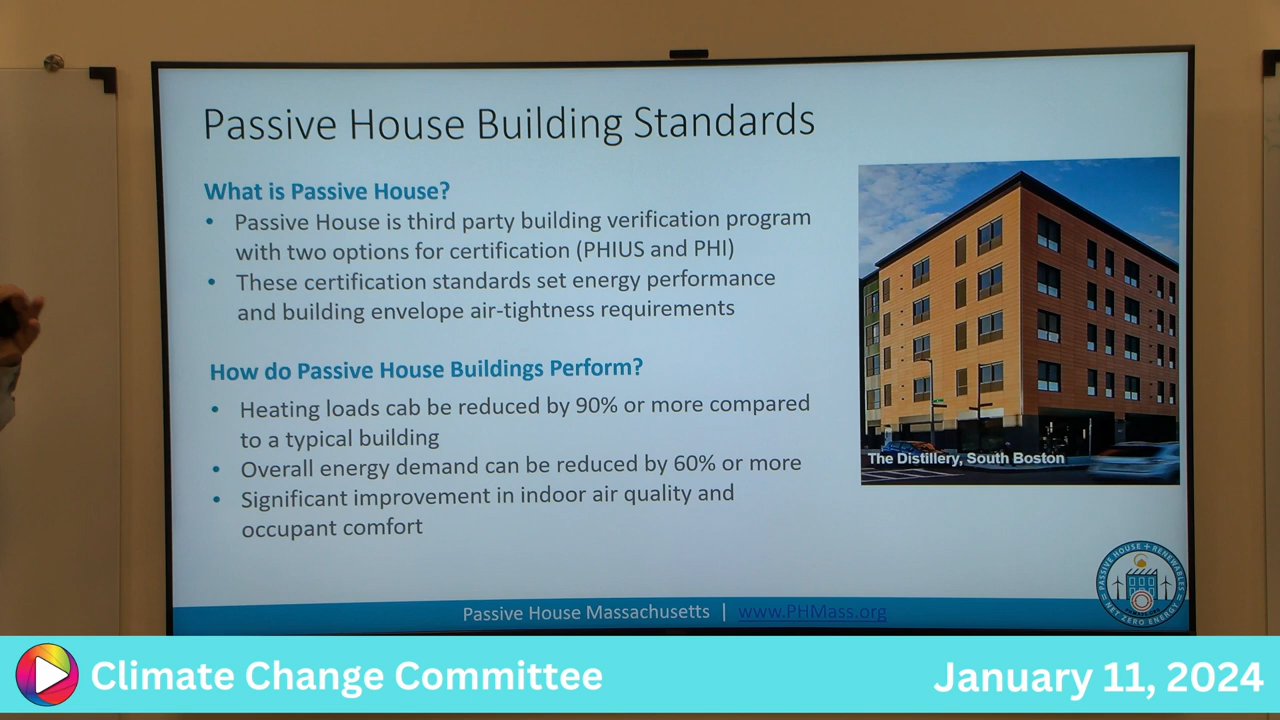 Passive House Building Standards
What is Passive House?
• Passive House is third party building verification program
with two options for certification (PHIUS and PHI)
• These certification standards set energy performance
and building envelope air-tightness requirements
How do Passive House Buildings Perform?
• Heating loads cab be reduced by 90% or more compared
to a typical building
• Overall energy demand can be reduced by 60% or more
• Significant improvement in indoor air quality and
occupant comfort
The Distillery, South Boston
PASSIVE HOUSE + RENEWABLES
= NET ZERO ENERGY =
Passive House Massachusetts | www.PHMass.org
Climate Change Committee
January 11, 2024